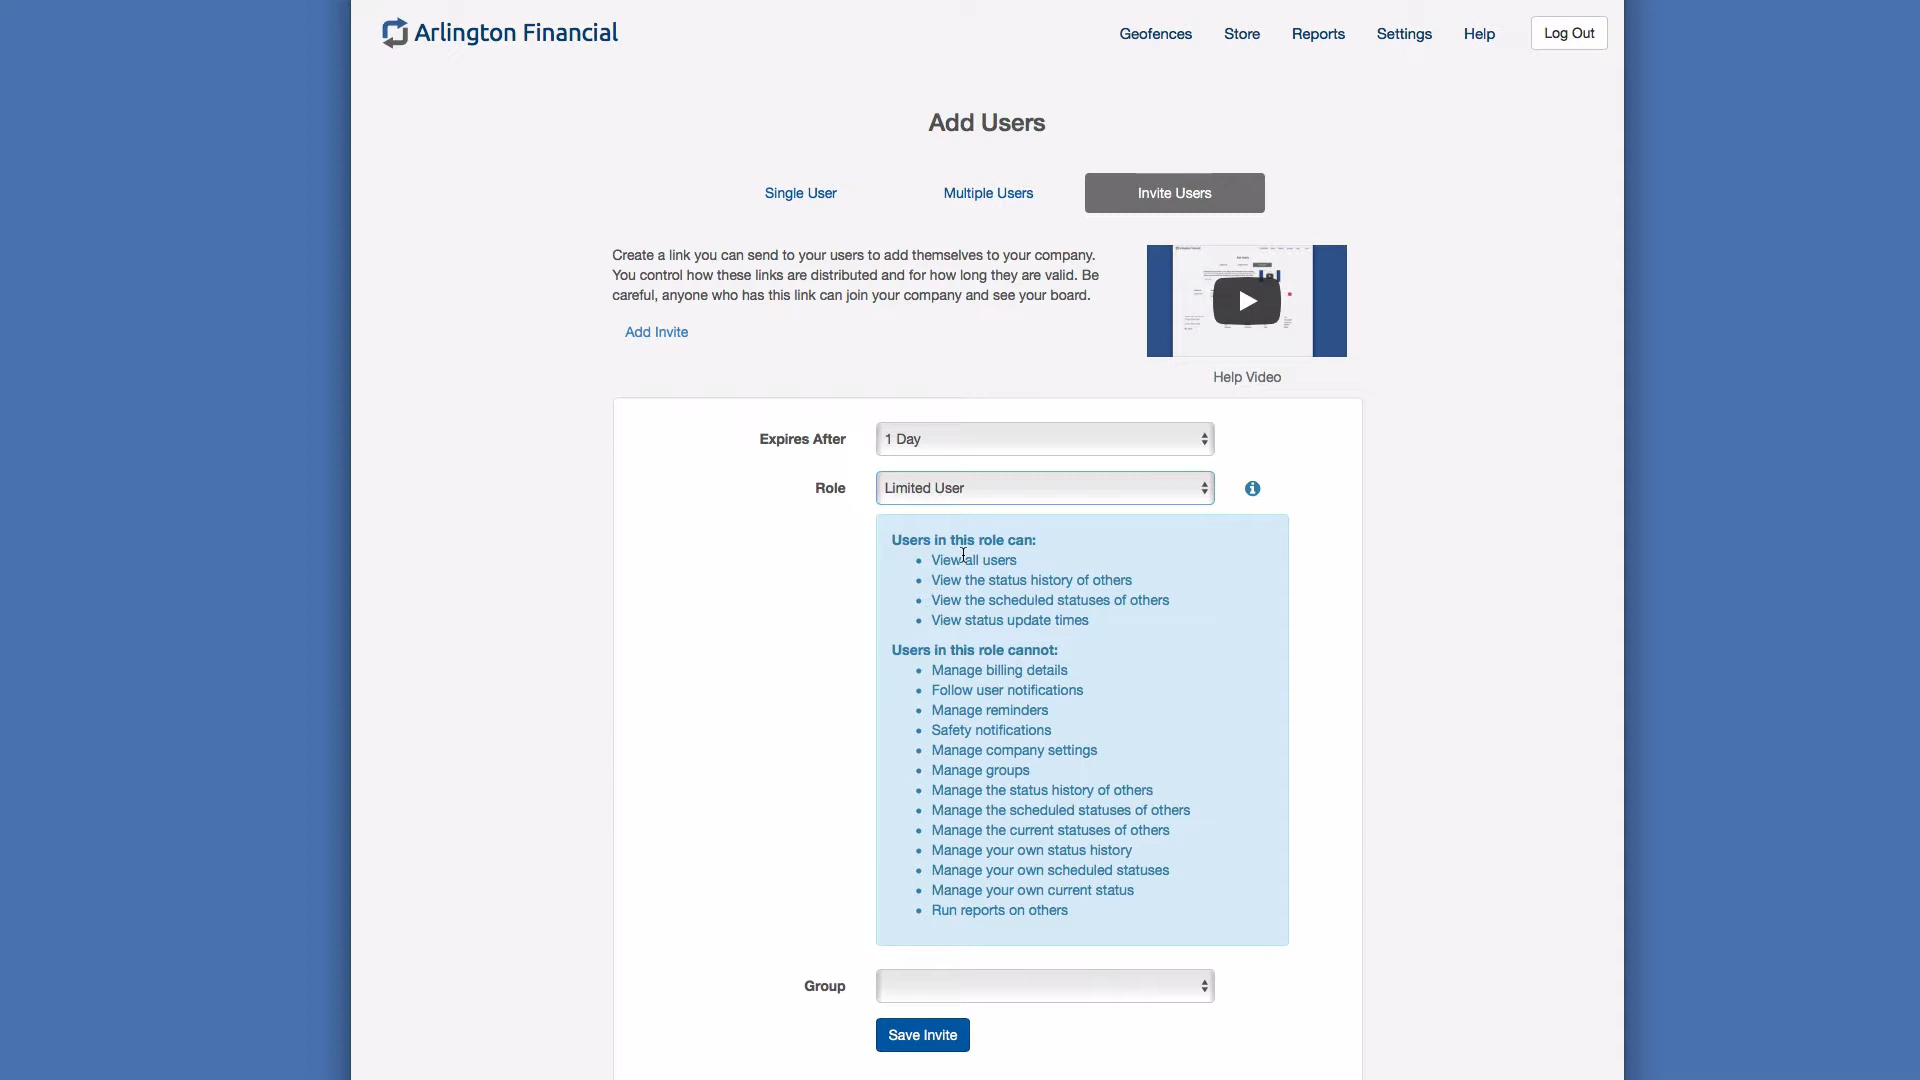 Arlington Financial
Geofences Store Reports Settings Help Log Out
Add Users
Single User Multiple Users Invite Users
Create a link you can send to your users to add themselves to your company.
You control how these links are distributed and for how long they are valid. Be
careful, anyone who has this link can join your company and see your board.
Add Invite
Help Video
Expires After 1 Day
Role Limited User
Users in this role can:
View all users
View the status history of others
View the scheduled statuses of others
View status update times
Users in this role cannot:
Manage billing details
Follow user notifications
Manage reminders
Safety notifications
Manage company settings
Manage groups
Manage the status history of others
Manage the scheduled statuses of others
Manage the current statuses of others
Manage your own status history
Manage your own scheduled statuses
Manage your own current status
Run reports on others
Group
Save Invite